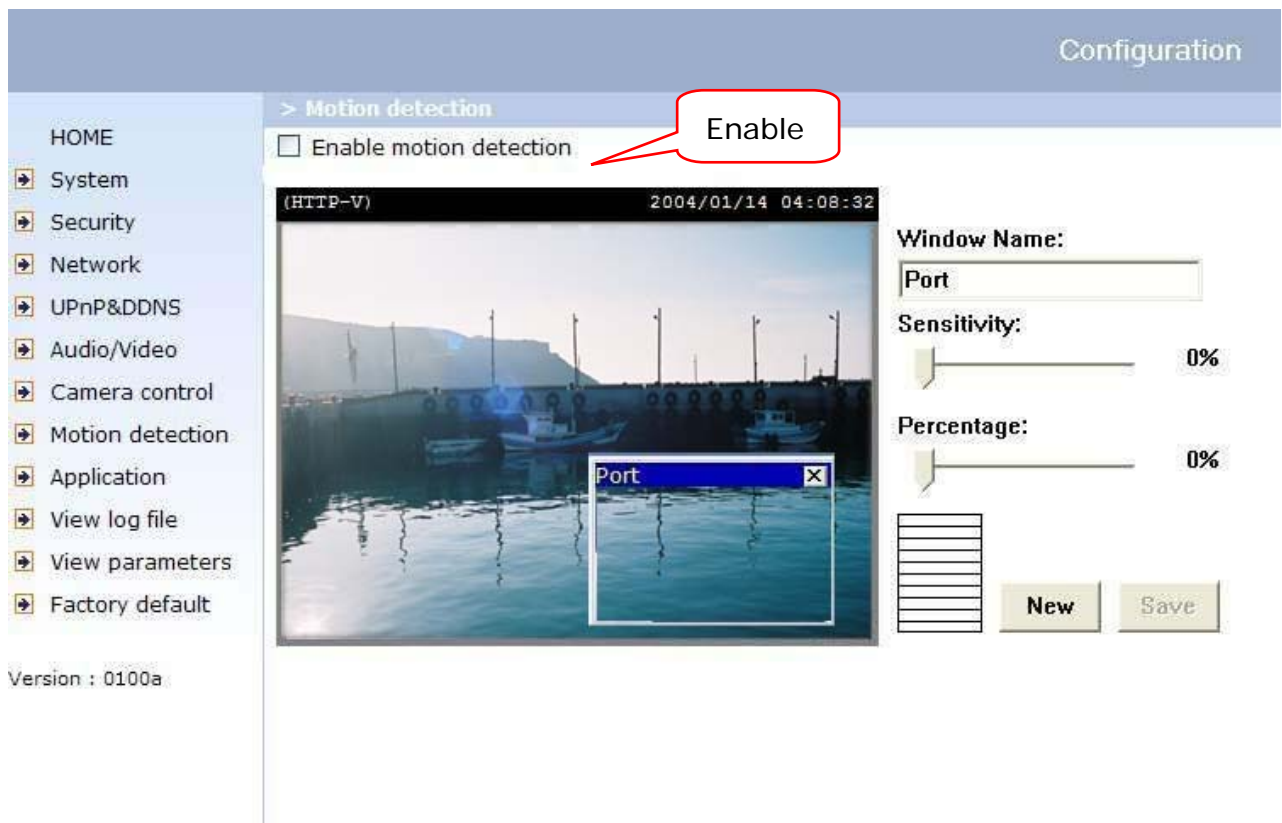 Configuration
HOME
System
Security
Network
UPnP&DDNS
Audio/Video
Camera control
Motion detection
Application
View log file
View parameters
Factory default
Version : 0100a
> Motion detection
Enable motion detection
Enable
(HTTP-V) 2004/01/14 04:08:32
Port
Window Name:
Port
Sensitivity:
0%
Percentage:
0%
New Save